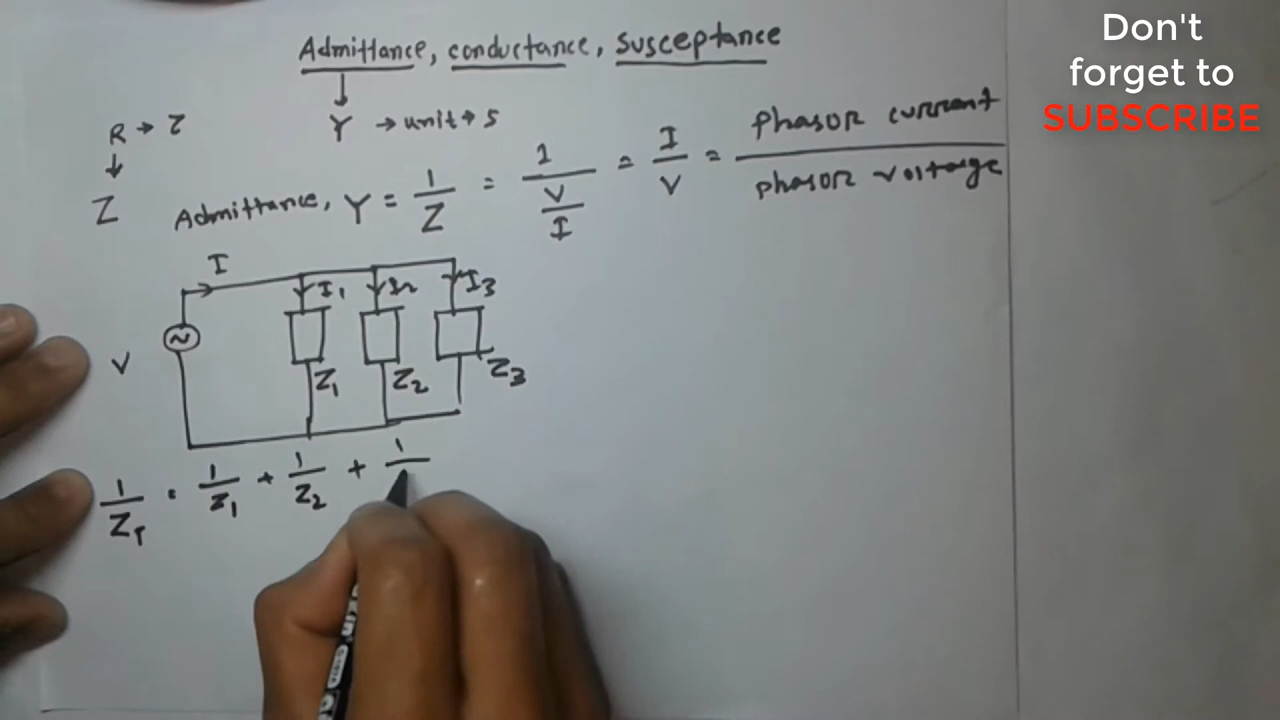 Don't
forget to
SUBSCRIBE
Admittance, conductance, susceptance
R → Z
Y → unit → S
Z
Admittance, Y = 1/Z = 1/(V/I) = I/V = Phasor current/phasor voltage
I
I1 I2 I3
V
Z1 Z2 Z3
1/ZT = 1/Z1 + 1/Z2 + 1/